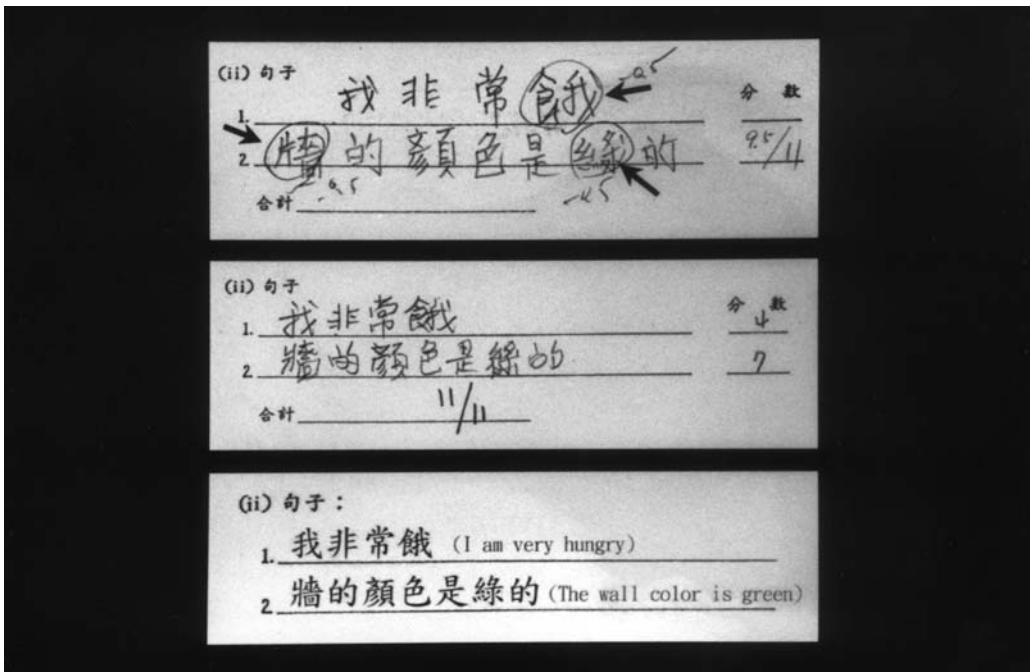 (ii) 句子
1. 我非常餓 -0.5
分 數
2. 牆的顏色是綠的 9.5/11
-0.5 -0.5
合計
(ii) 句子
分 數
1. 我非常餓 4
2. 牆的顏色是綠的 7
合計 11/11
(ii) 句子：
1. 我非常餓 (I am very hungry)
2. 牆的顏色是綠的 (The wall color is green)